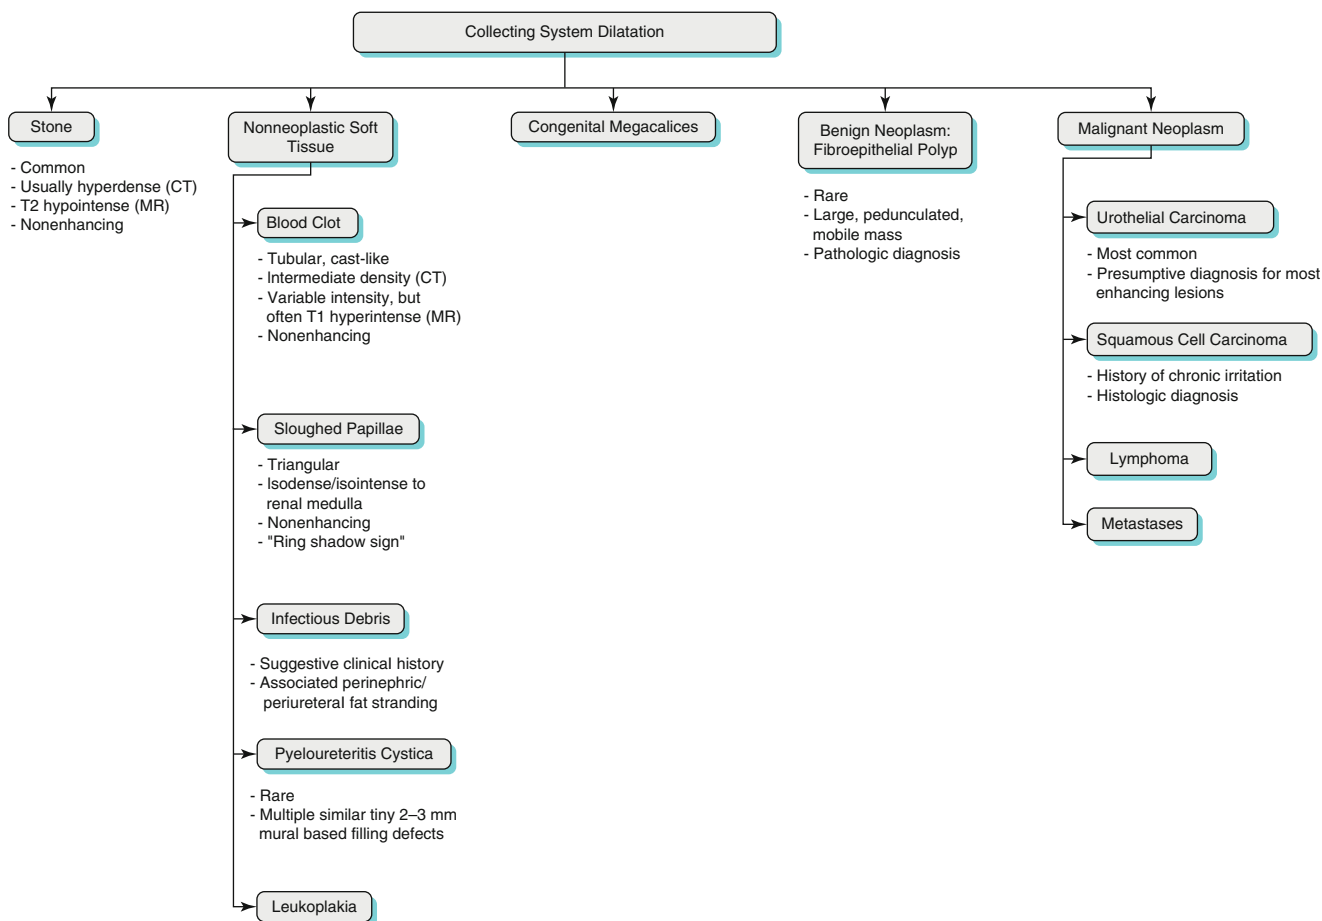 Collecting System Dilatation
Stone
- Common
- Usually hyperdense (CT)
- T2 hypointense (MR)
- Nonenhancing
Nonneoplastic Soft
Tissue
Blood Clot
- Tubular, cast-like
- Intermediate density (CT)
- Variable intensity, but
often T1 hyperintense (MR)
- Nonenhancing
Sloughed Papillae
- Triangular
- Isodense/isointense to
renal medulla
- Nonenhancing
- "Ring shadow sign"
Infectious Debris
- Suggestive clinical history
- Associated perinephric/
periureteral fat stranding
Pyeloureteritis Cystica
- Rare
- Multiple similar tiny 2–3 mm
mural based filling defects
Leukoplakia
Congenital Megacalices
Benign Neoplasm:
Fibroepithelial Polyp
- Rare
- Large, pedunculated,
mobile mass
- Pathologic diagnosis
Malignant Neoplasm
Urothelial Carcinoma
- Most common
- Presumptive diagnosis for most
enhancing lesions
Squamous Cell Carcinoma
- History of chronic irritation
- Histologic diagnosis
Lymphoma
Metastases